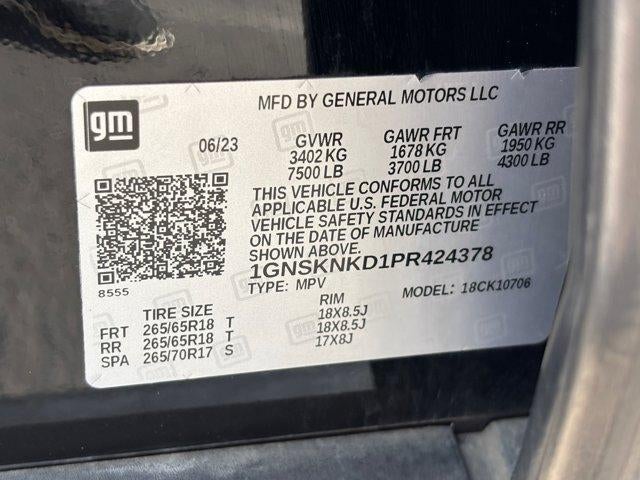 gm
MFD BY GENERAL MOTORS LLC
06/23
GVWR GAWR FRT GAWR RR
3402 KG 1678 KG 1950 KG
7500 LB 3700 LB 4300 LB
THIS VEHICLE CONFORMS TO ALL
APPLICABLE U.S. FEDERAL MOTOR
VEHICLE SAFETY STANDARDS IN EFFECT
ON THE DATE OF MANUFACTURE
SHOWN ABOVE.
8555
1GNSKNKD1PR424378
TYPE: MPV MODEL: 18CK10706
TIRE SIZE RIM
FRT 265/65R18 T 18X8.5J
RR 265/65R18 T 18X8.5J
SPA 265/70R17 S 17X8J